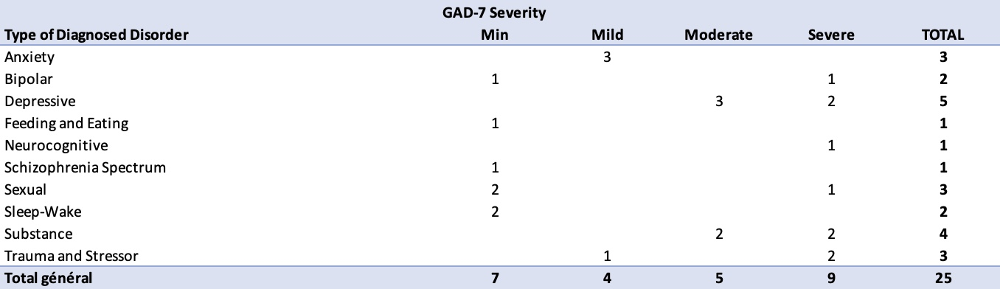 GAD-7 Severity
Type of Diagnosed Disorder Min Mild Moderate Severe TOTAL
Anxiety 3 3
Bipolar 1 1 2
Depressive 3 2 5
Feeding and Eating 1 1
Neurocognitive 1 1
Schizophrenia Spectrum 1 1
Sexual 2 1 3
Sleep-Wake 2 2
Substance 2 2 4
Trauma and Stressor 1 2 3
Total général 7 4 5 9 25